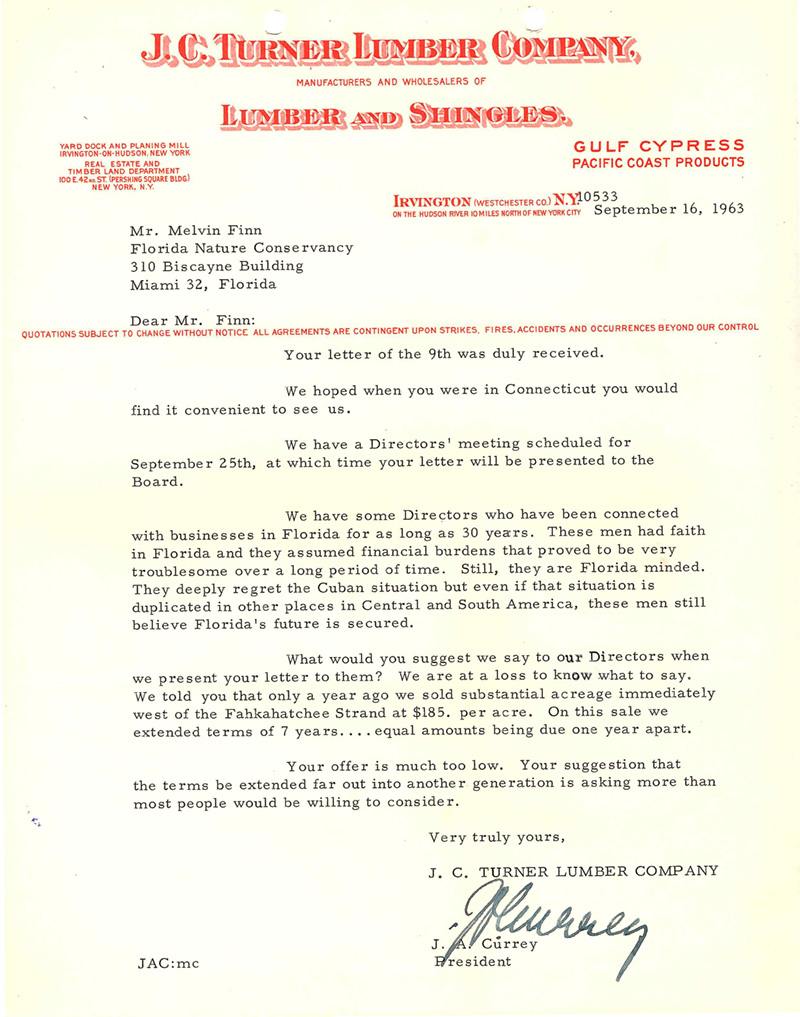 J. C. TURNER LUMBER COMPANY,
MANUFACTURERS AND WHOLESALERS OF
LUMBER AND SHINGLES.
YARD DOCK AND PLANING MILL
IRVINGTON-ON-HUDSON, NEW YORK
REAL ESTATE AND
TIMBER LAND DEPARTMENT
100 E. 42ND ST. (PERSHING SQUARE BLDG)
NEW YORK, N.Y.
GULF CYPRESS
PACIFIC COAST PRODUCTS
IRVINGTON (WESTCHESTER CO.) N.Y. 10533
ON THE HUDSON RIVER 10 MILES NORTH OF NEW YORK CITY
September 16, 1963
Mr. Melvin Finn
Florida Nature Conservancy
310 Biscayne Building
Miami 32, Florida
Dear Mr. Finn:
QUOTATIONS SUBJECT TO CHANGE WITHOUT NOTICE ALL AGREEMENTS ARE CONTINGENT UPON STRIKES, FIRES, ACCIDENTS AND OCCURRENCES BEYOND OUR CONTROL
Your letter of the 9th was duly received.
We hoped when you were in Connecticut you would
find it convenient to see us.
We have a Directors' meeting scheduled for
September 25th, at which time your letter will be presented to the
Board.
We have some Directors who have been connected
with businesses in Florida for as long as 30 years. These men had faith
in Florida and they assumed financial burdens that proved to be very
troublesome over a long period of time. Still, they are Florida minded.
They deeply regret the Cuban situation but even if that situation is
duplicated in other places in Central and South America, these men still
believe Florida's future is secured.
What would you suggest we say to our Directors when
we present your letter to them? We are at a loss to know what to say.
We told you that only a year ago we sold substantial acreage immediately
west of the Fahkahatchee Strand at $185. per acre. On this sale we
extended terms of 7 years....equal amounts being due one year apart.
Your offer is much too low. Your suggestion that
the terms be extended far out into another generation is asking more than
most people would be willing to consider.
Very truly yours,
J. C. TURNER LUMBER COMPANY
JACurrey
J. A. Currey
President
JAC:mc